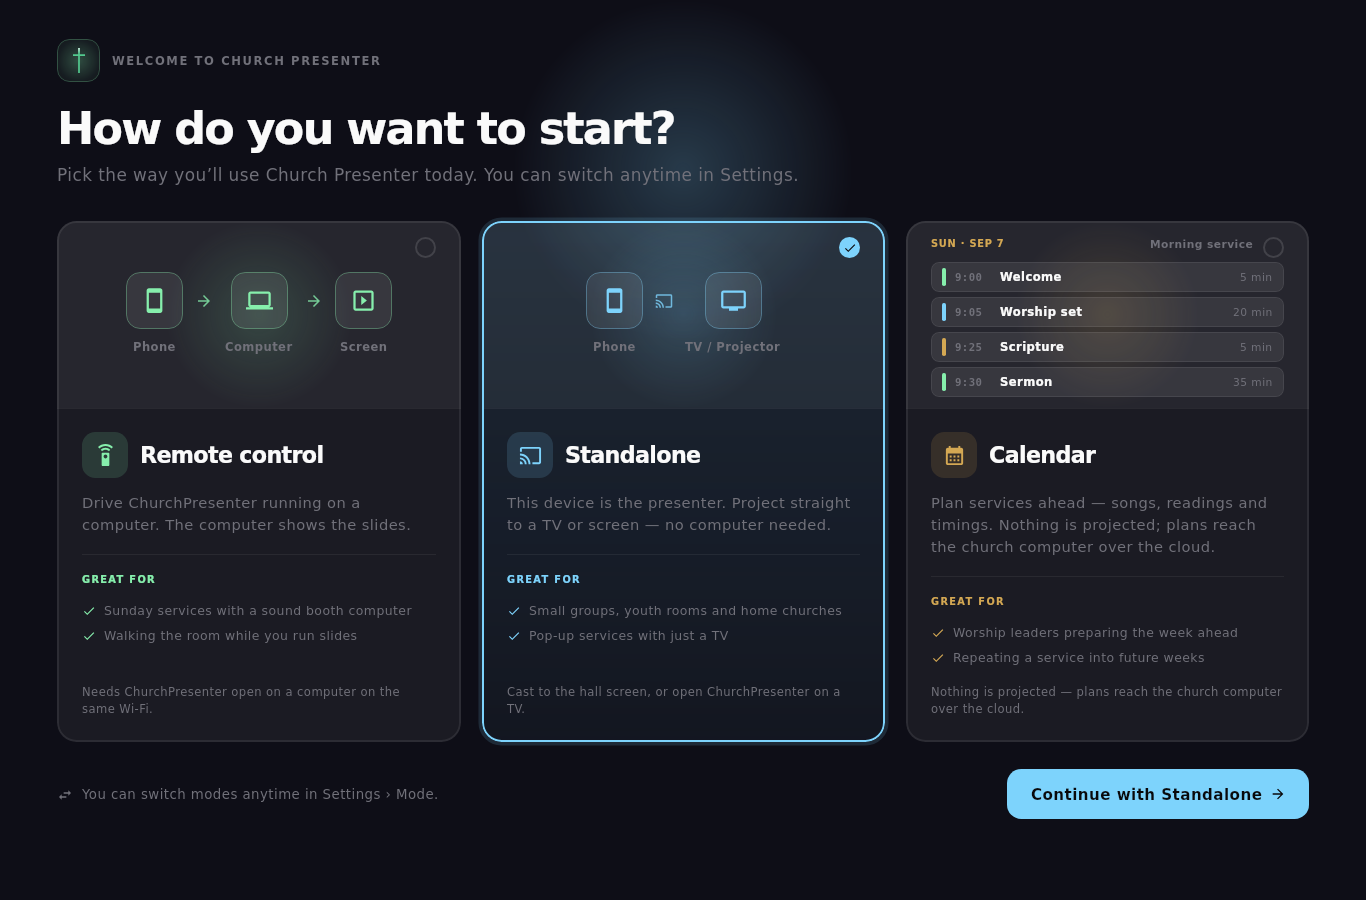 WELCOME TO CHURCH PRESENTER
How do you want to start?
Pick the way you’ll use Church Presenter today. You can switch anytime in Settings.
Phone
Computer
Screen
Remote control
Drive ChurchPresenter running on a
computer. The computer shows the slides.
GREAT FOR
Sunday services with a sound booth computer
Walking the room while you run slides
Needs ChurchPresenter open on a computer on the
same Wi-Fi.
Phone
TV / Projector
Standalone
This device is the presenter. Project straight
to a TV or screen — no computer needed.
GREAT FOR
Small groups, youth rooms and home churches
Pop-up services with just a TV
Cast to the hall screen, or open ChurchPresenter on a
TV.
SUN · SEP 7 Morning service
9:00 Welcome 5 min
9:05 Worship set 20 min
9:25 Scripture 5 min
9:30 Sermon 35 min
Calendar
Plan services ahead — songs, readings and
timings. Nothing is projected; plans reach
the church computer over the cloud.
GREAT FOR
Worship leaders preparing the week ahead
Repeating a service into future weeks
Nothing is projected — plans reach the church computer
over the cloud.
You can switch modes anytime in Settings › Mode.
Continue with Standalone